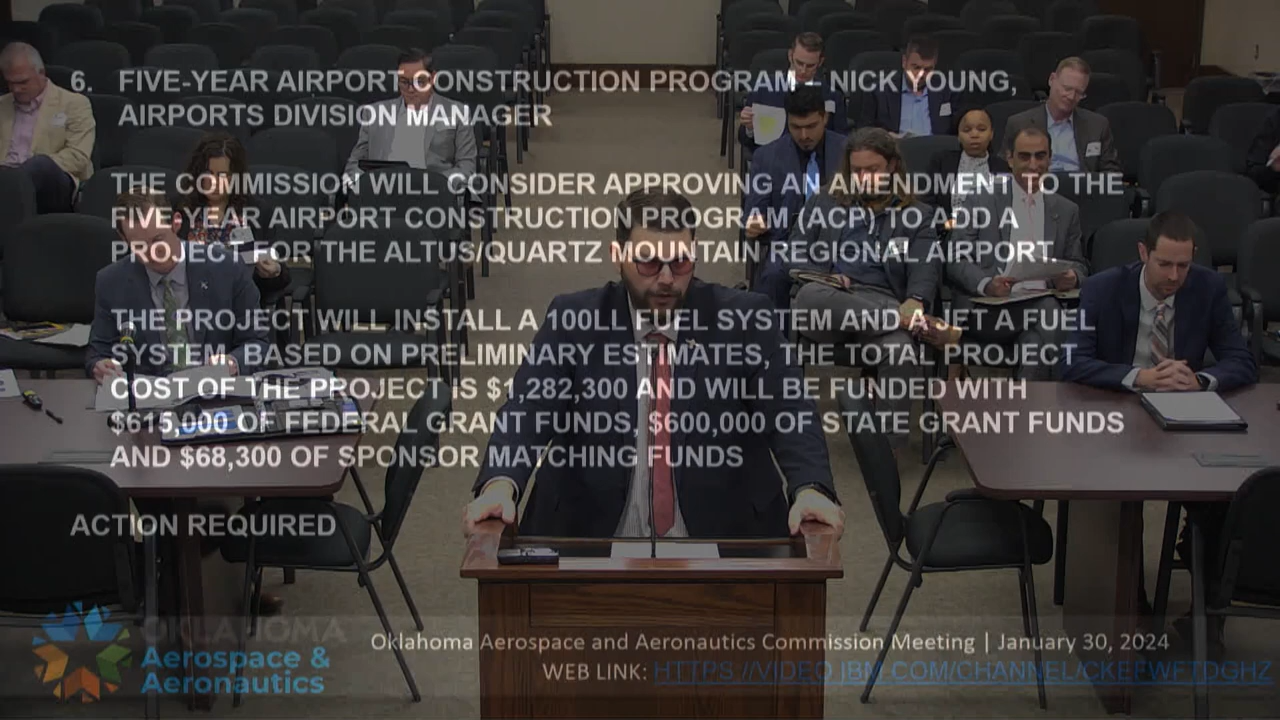 6. FIVE-YEAR AIRPORT CONSTRUCTION PROGRAM – NICK YOUNG,
AIRPORTS DIVISION MANAGER
THE COMMISSION WILL CONSIDER APPROVING AN AMENDMENT TO THE
FIVE-YEAR AIRPORT CONSTRUCTION PROGRAM (ACP) TO ADD A
PROJECT FOR THE ALTUS/QUARTZ MOUNTAIN REGIONAL AIRPORT.
THE PROJECT WILL INSTALL A 100LL FUEL SYSTEM AND A JET A FUEL
SYSTEM. BASED ON PRELIMINARY ESTIMATES, THE TOTAL PROJECT
COST OF THE PROJECT IS $1,282,300 AND WILL BE FUNDED WITH
$615,000 OF FEDERAL GRANT FUNDS, $600,000 OF STATE GRANT FUNDS
AND $68,300 OF SPONSOR MATCHING FUNDS
ACTION REQUIRED
OKLAHOMA
Aerospace &
Aeronautics
Oklahoma Aerospace and Aeronautics Commission Meeting | January 30, 2024
WEB LINK: